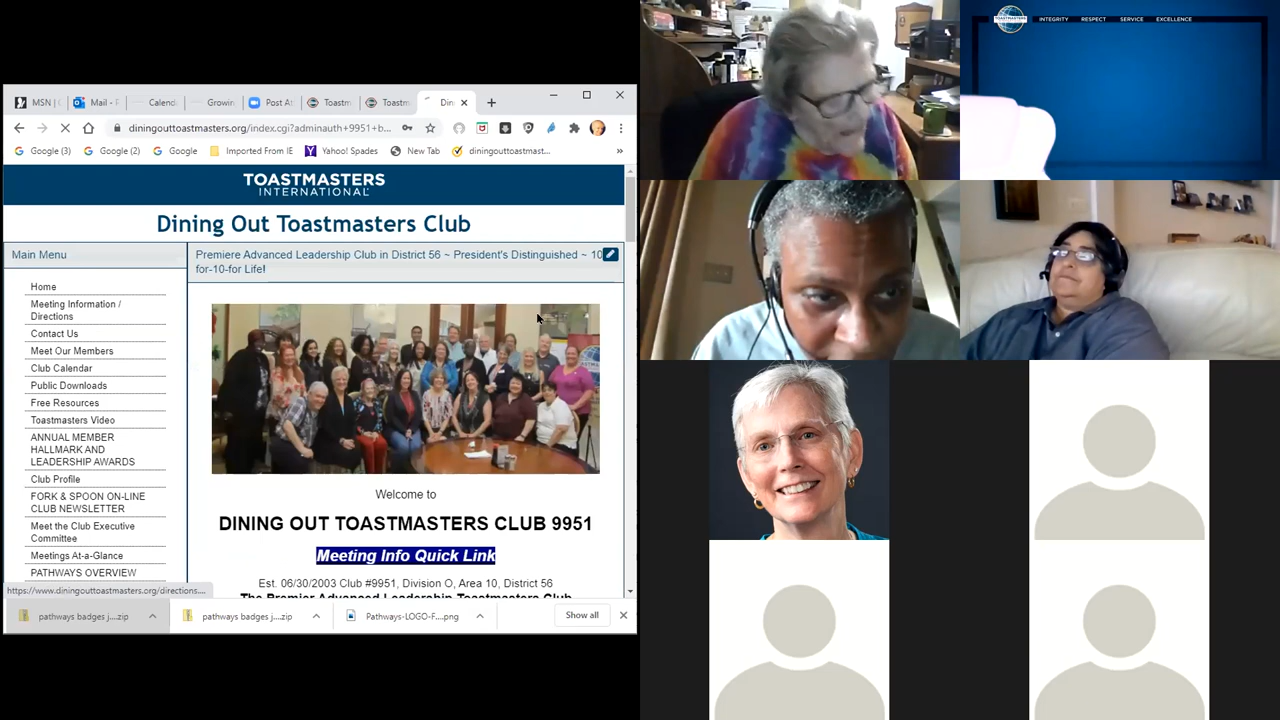 MSN |
Mail -
Calend
Growin
Post At
Toastm
Toastm
Din
diningouttoastmasters.org/index.cgi?adminauth+9951+b...
Google (3)
Google (2)
Google
Imported From IE
Yahoo! Spades
New Tab
diningouttoastmast...
»
TOASTMASTERS
INTERNATIONAL
Dining Out Toastmasters Club
Main Menu
Home
Meeting Information /
Directions
Contact Us
Meet Our Members
Club Calendar
Public Downloads
Free Resources
Toastmasters Video
ANNUAL MEMBER
HALLMARK AND
LEADERSHIP AWARDS
Club Profile
FORK & SPOON ON-LINE
CLUB NEWSLETTER
Meet the Club Executive
Committee
Meetings At-a-Glance
PATHWAYS OVERVIEW
Premiere Advanced Leadership Club in District 56 ~ President's Distinguished ~ 10
for-10-for Life!
Welcome to
DINING OUT TOASTMASTERS CLUB 9951
Meeting Info Quick Link
Est. 06/30/2003 Club #9951, Division O, Area 10, District 56
The Premier Advanced Leadership Toastmasters Club
https://www.diningouttoastmasters.org/directions....
pathways badges j....zip
pathways badges j....zip
Pathways-LOGO-F....png
Show all
TOASTMASTERS
INTEGRITY
RESPECT
SERVICE
EXCELLENCE